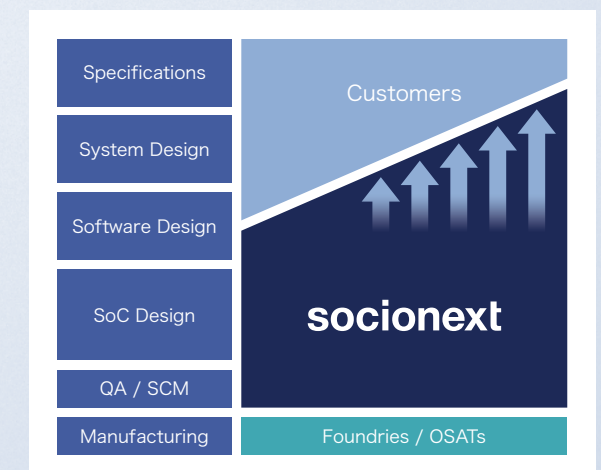 Specifications
Customers
System Design
Software Design
SoC Design
socionext
QA / SCM
Manufacturing
Foundries / OSATs